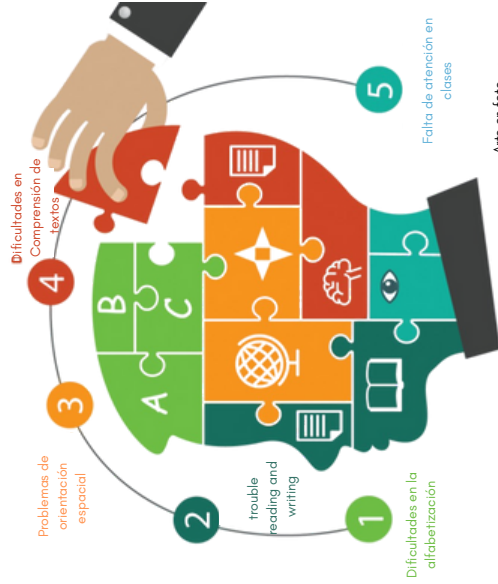 1
Dificultades en la
alfabetización
2
trouble
reading and
writing
3
Problemas de
orientación
espacial
4
Dificultades en
Comprensión de
textos
5
Falta de atención en
clases
A
B
C